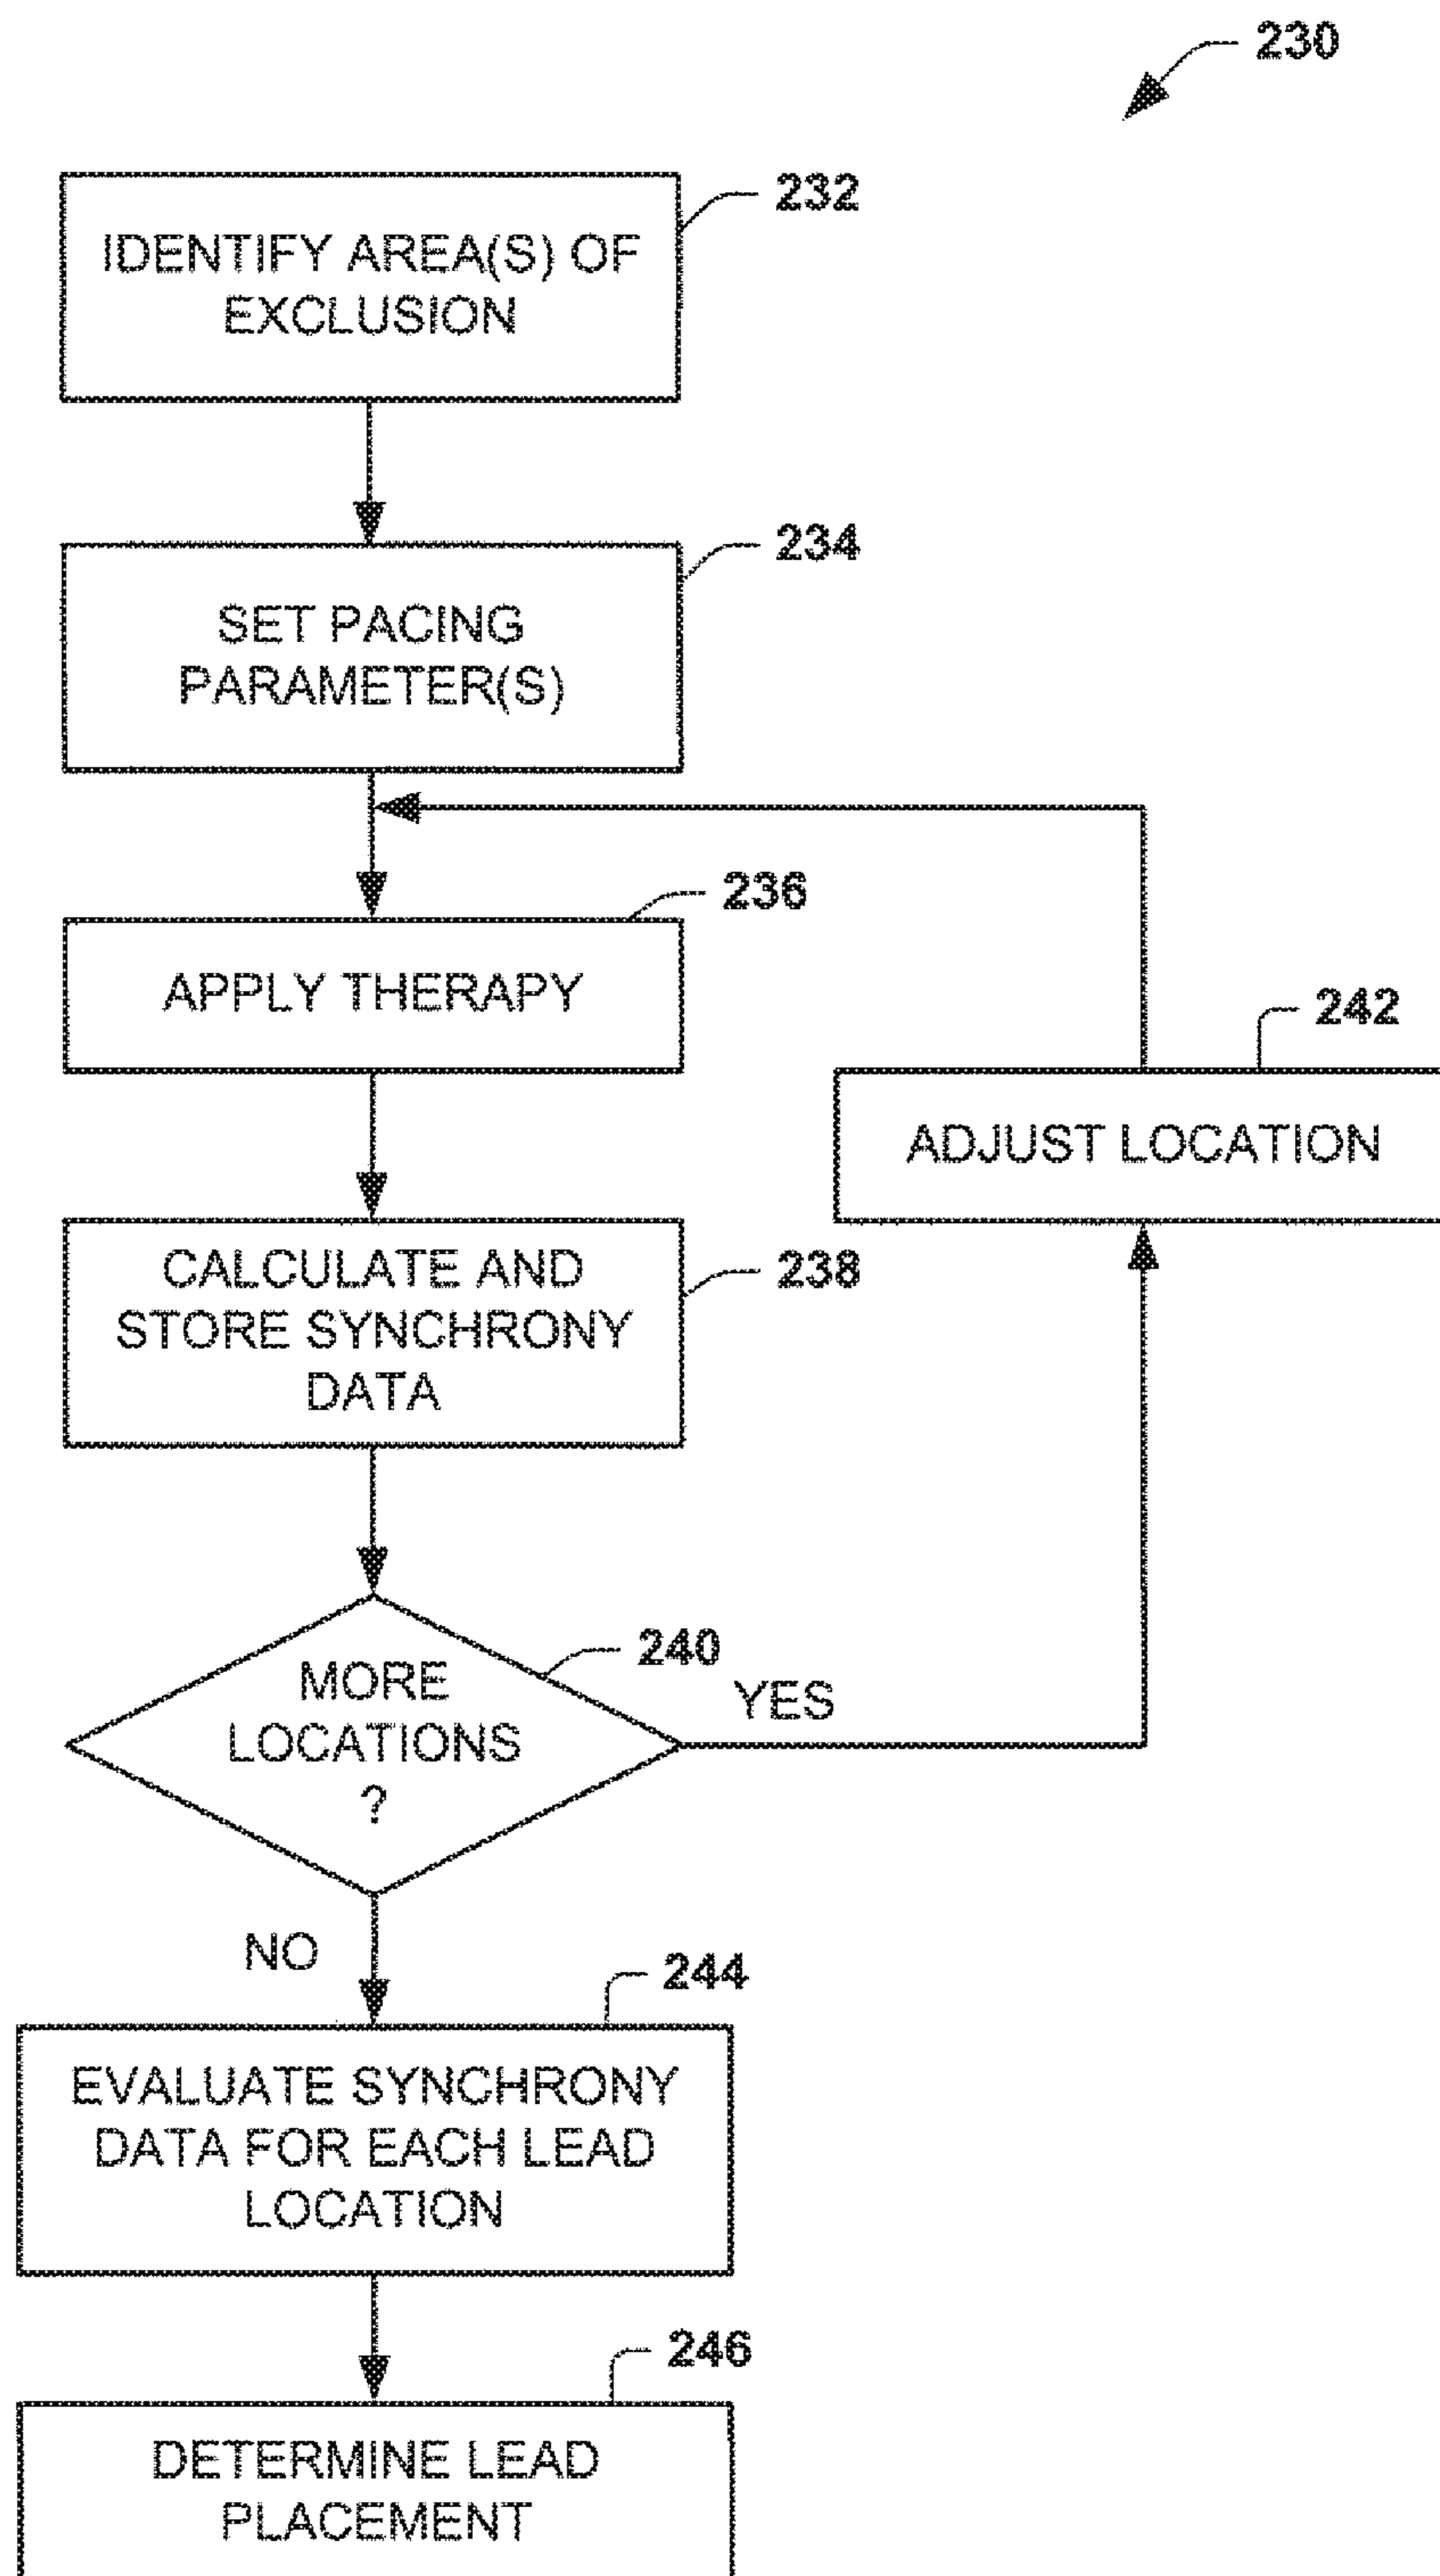 230
232
IDENTIFY AREA(S) OF
EXCLUSION
234
SET PACING
PARAMETER(S)
236
APPLY THERAPY
242
ADJUST LOCATION
238
CALCULATE AND
STORE SYNCHRONY
DATA
240
MORE
LOCATIONS
?
YES
NO
244
EVALUATE SYNCHRONY
DATA FOR EACH LEAD
LOCATION
246
DETERMINE LEAD
PLACEMENT